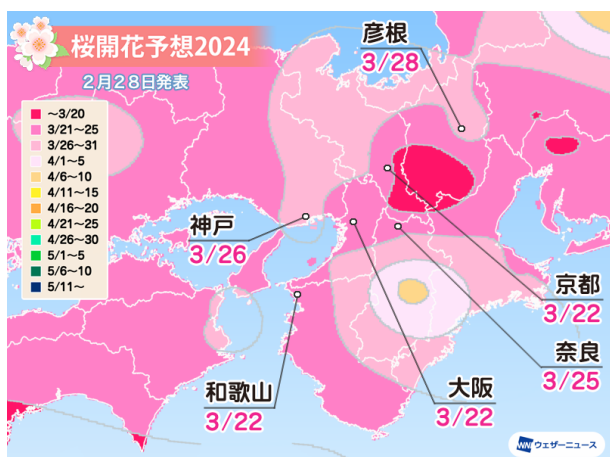 桜開花予想2024
2月28日発表
~3/20
3/21~25
3/26~31
4/1~5
4/6~10
4/11~15
4/16~20
4/21~25
4/26~30
5/1~5
5/6~10
5/11~
彦根
3/28
神戸
3/26
京都
3/22
奈良
3/25
大阪
3/22
和歌山
3/22
WN ウェザーニュース